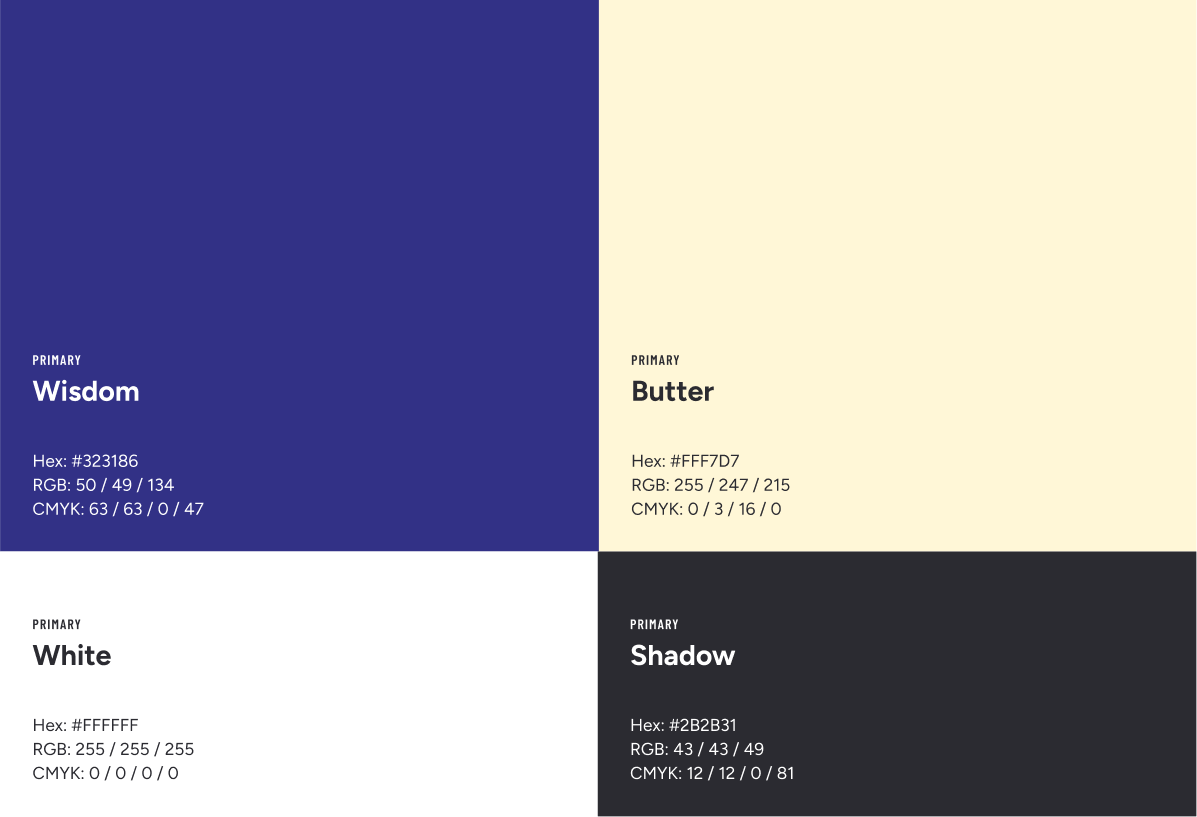 PRIMARY
Wisdom
Hex: #323186
RGB: 50 / 49 / 134
CMYK: 63 / 63 / 0 / 47
PRIMARY
Butter
Hex: #FFF7D7
RGB: 255 / 247 / 215
CMYK: 0 / 3 / 16 / 0
PRIMARY
White
Hex: #FFFFFF
RGB: 255 / 255 / 255
CMYK: 0 / 0 / 0 / 0
PRIMARY
Shadow
Hex: #2B2B31
RGB: 43 / 43 / 49
CMYK: 12 / 12 / 0 / 81